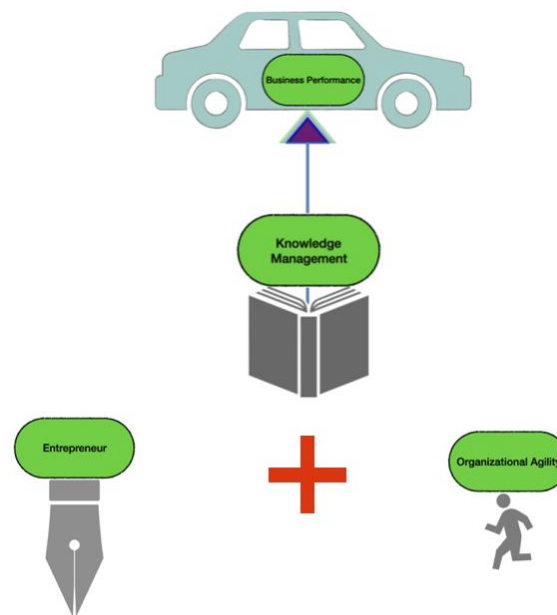 Business Performance
Knowledge
Management
Entrepreneur
Organizational Agility